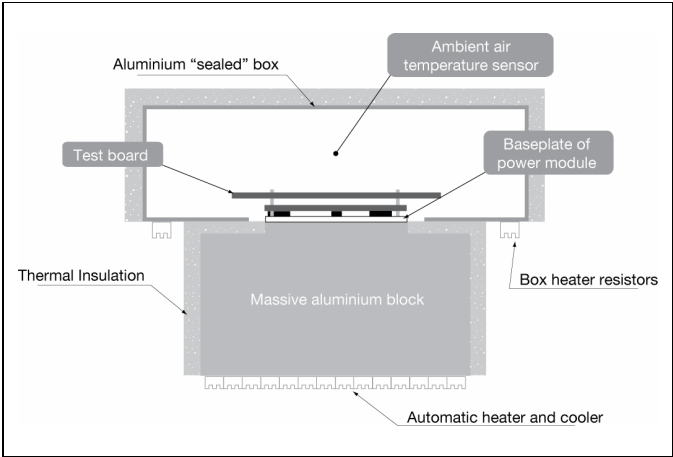 Ambient air
temperature sensor
Aluminium “sealed” box
Test board
Baseplate of
power module
Thermal Insulation
Box heater resistors
Massive aluminium block
Automatic heater and cooler